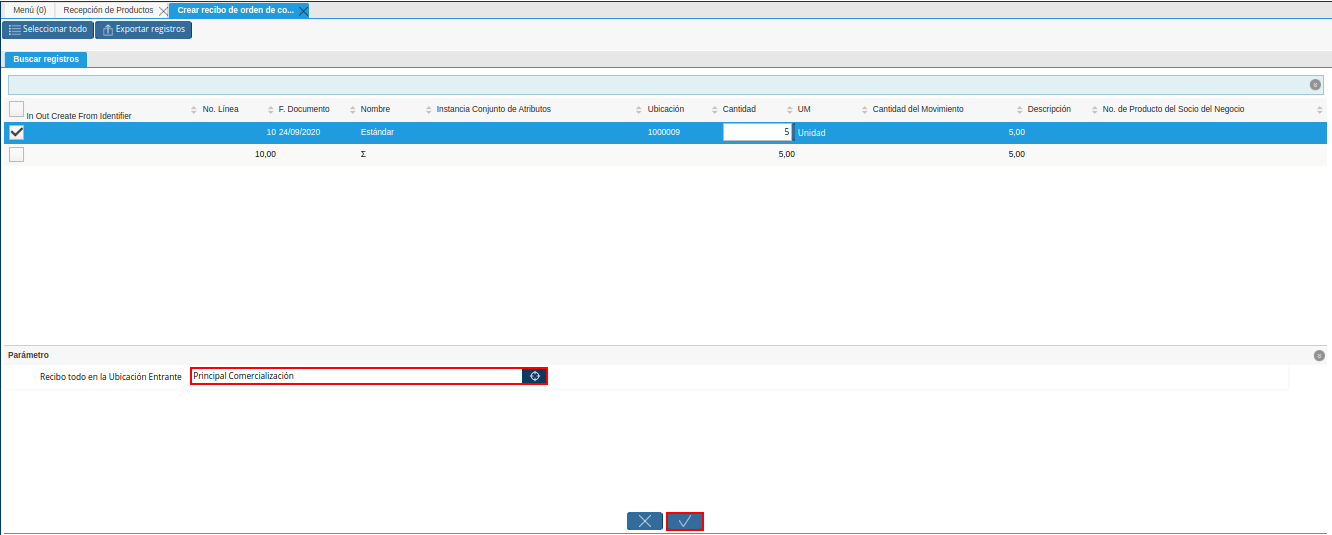 Menú (0) Recepción de Productos Crear recibo de orden de co...
Seleccionar todo Exportar registros
Buscar registros
In Out Create From Identifier No. Línea F. Documento Nombre Instancia Conjunto de Atributos Ubicación Cantidad UM Cantidad del Movimiento Descripción No. de Producto del Socio del Negocio
10 24/09/2020 Estándar 1000009 5 Unidad 5,00
10,00 Σ 5,00 5,00
Parámetro
Recibo todo en la Ubicación Entrante Principal Comercialización